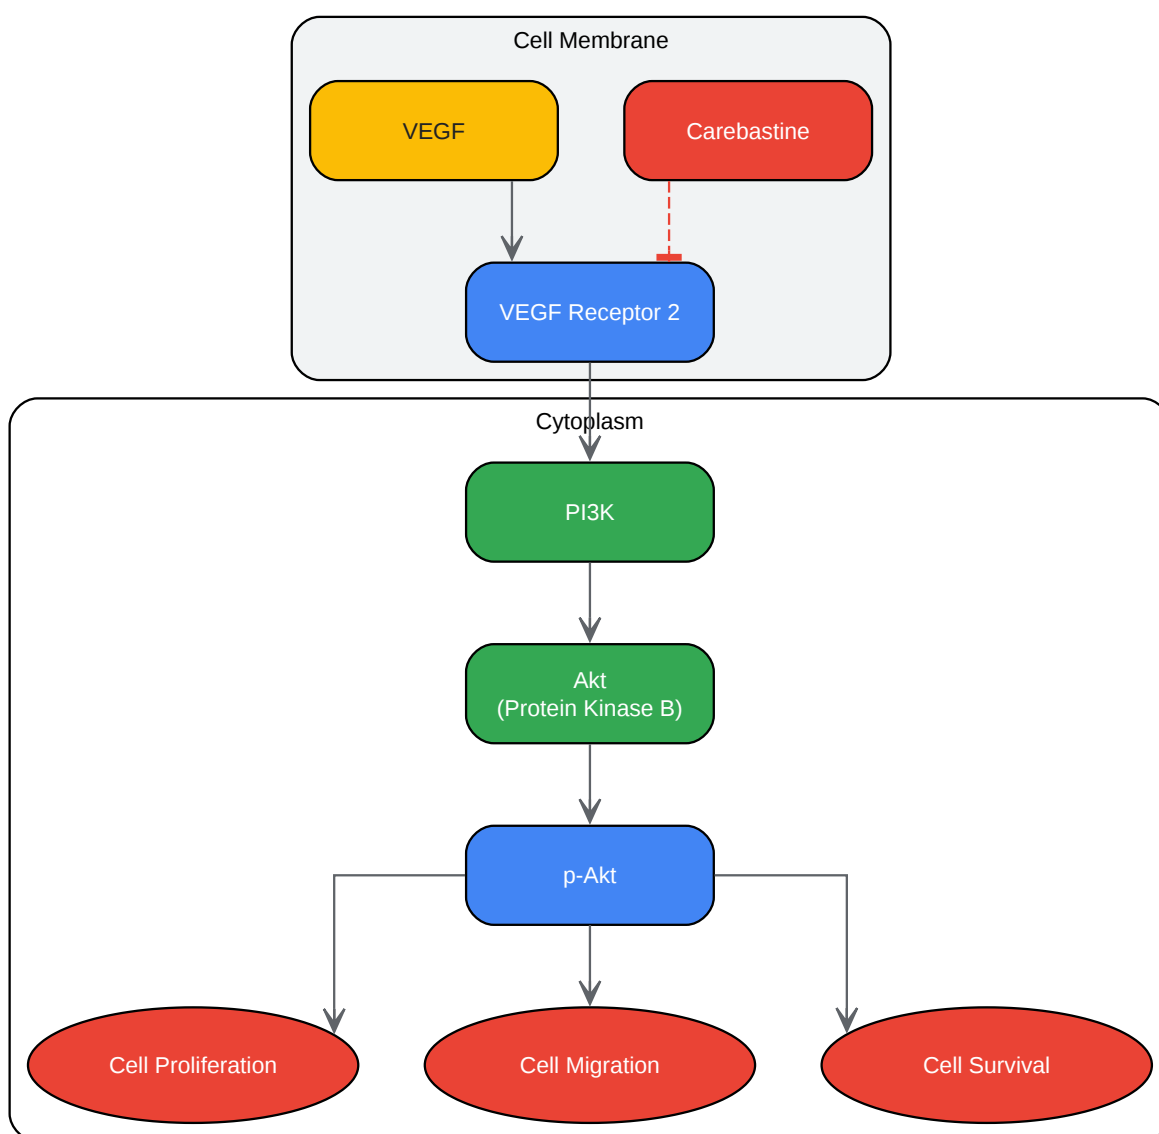 Cell Membrane
VEGF
Carebastine
VEGF Receptor 2
Cytoplasm
PI3K
Akt
(Protein Kinase B)
p-Akt
Cell Proliferation
Cell Migration
Cell Survival